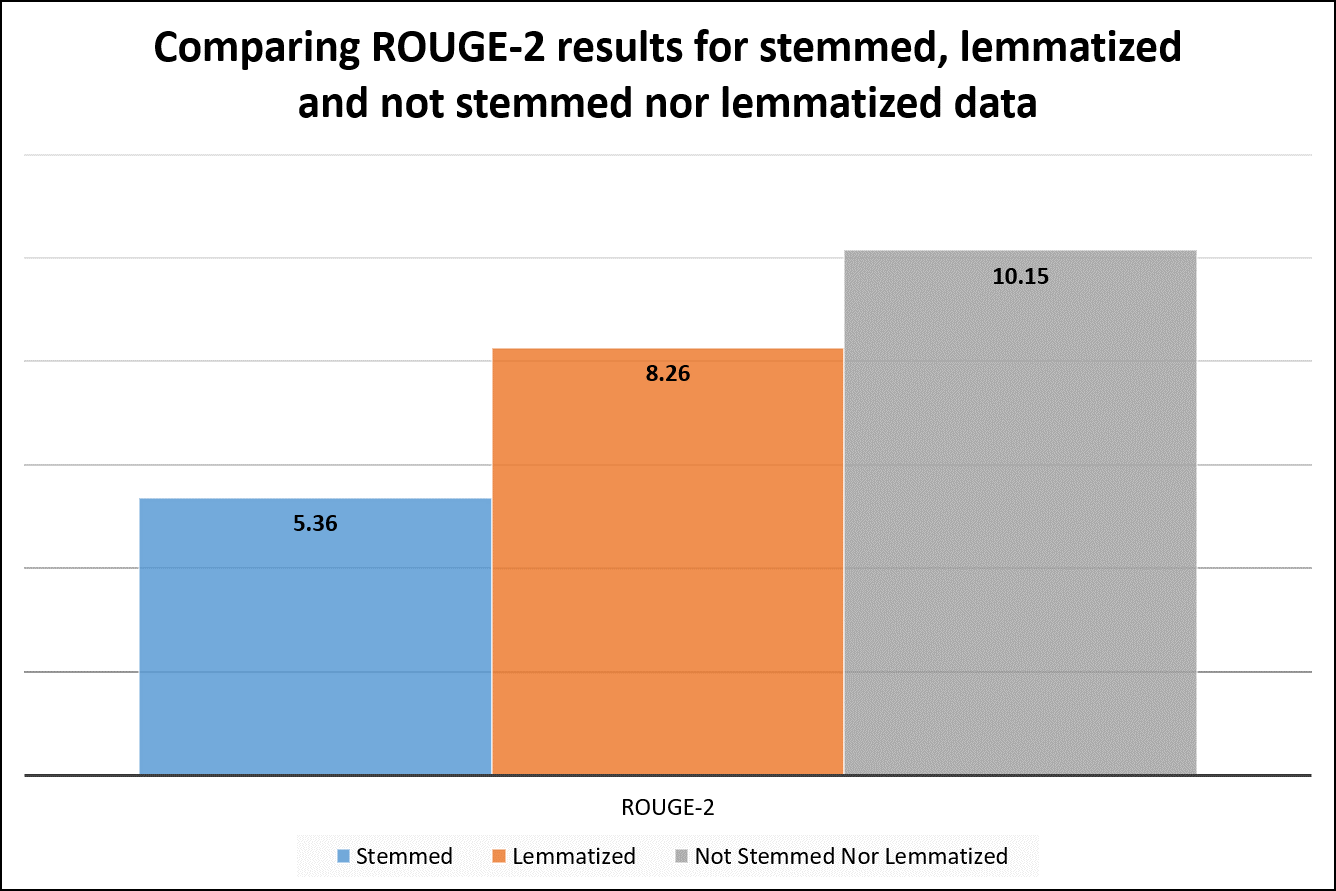 Comparing ROUGE-2 results for stemmed, lemmatized
and not stemmed nor lemmatized data
10.15
8.26
5.36
ROUGE-2
Stemmed Lemmatized Not Stemmed Nor Lemmatized